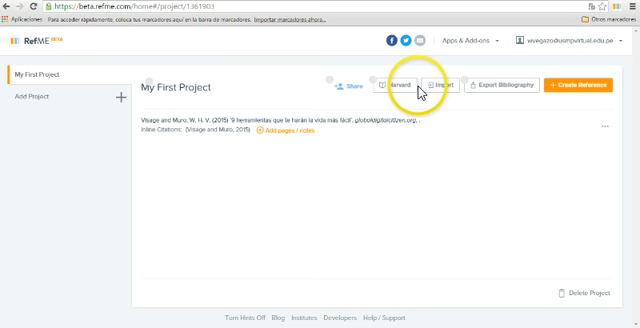 https://beta.refme.com/home#/project/1361903
Aplicaciones Para acceder rápidamente, coloca tus marcadores aquí en la barra de marcadores. Importar marcadores ahora... Otros marcadores
RefME BETA Apps & Add-ons wvegazo@usmpvirtual.edu.pe
My First Project
Add Project
My First Project
Share Harvard Import Export Bibliography + Create Reference
Visage and Muro, W. H. V. (2015) '9 herramientas que te harán la vida más fácil', globaldigitalcitizen.org, .
Inline Citations: (Visage and Muro, 2015) Add pages / notes
Delete Project
Turn Hints Off Blog Institutes Developers Help / Support